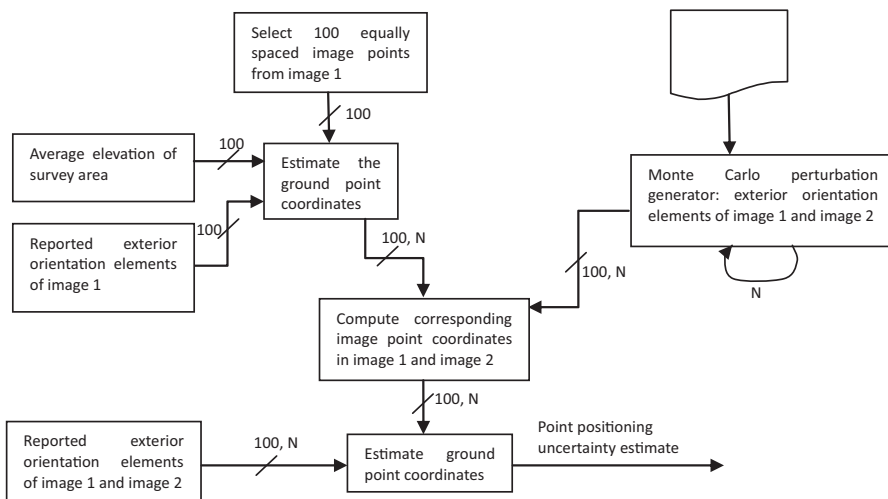 Select 100 equally
spaced image points
from image 1
100
Average elevation of
survey area
100
Estimate the
ground point
coordinates
Monte Carlo perturbation
generator: exterior orientation
elements of image 1 and image 2
Reported exterior
orientation elements
of image 1
100
100, N
100, N
N
Compute corresponding
image point coordinates
in image 1 and image 2
100, N
Reported exterior
orientation elements
of image 1 and image 2
100, N
Estimate ground
point coordinates
Point positioning
uncertainty estimate